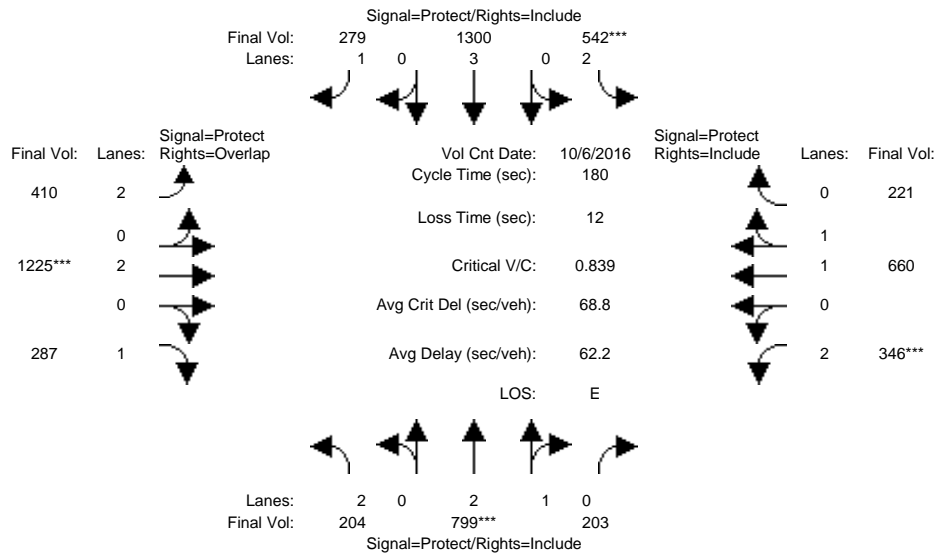 Signal=Protect/Rights=Include
Final Vol: 279 1300 542***
Lanes: 1 0 3 0 2
Signal=Protect
Final Vol: Lanes: Rights=Overlap
Vol Cnt Date: 10/6/2016
Signal=Protect
Rights=Include Lanes: Final Vol:
Cycle Time (sec): 180
410 2
0 221
Loss Time (sec): 12
0
1
1225*** 2
Critical V/C: 0.839
1 660
0
Avg Crit Del (sec/veh): 68.8
0
287 1
Avg Delay (sec/veh): 62.2
2 346***
LOS: E
Lanes: 2 0 2 1 0
Final Vol: 204 799*** 203
Signal=Protect/Rights=Include